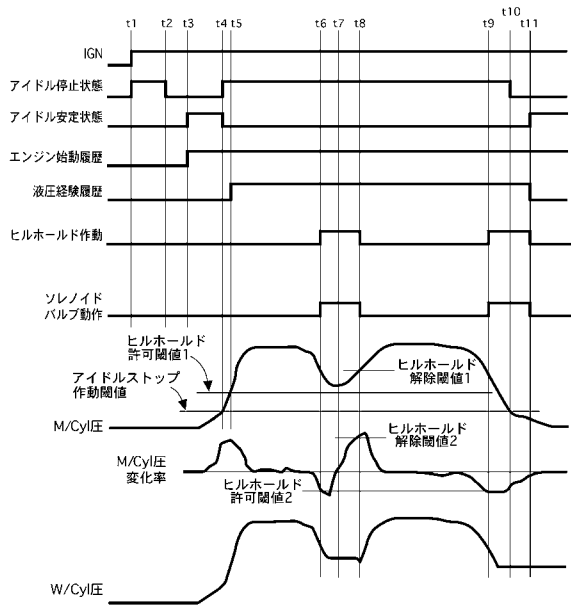 t1 t2 t3 t4 t5 t6 t7 t8 t9 t10 t11
IGN
アイドル停止状態
アイドル安定状態
エンジン始動履歴
液圧経験履歴
ヒルホールド作動
ソレノイド
バルブ動作
ヒルホールド
許可閾値1
アイドルストップ
作動閾値
ヒルホールド
解除閾値1
M/Cyl圧
ヒルホールド
解除閾値2
M/Cyl圧
変化率
ヒルホールド
許可閾値2
W/Cyl圧